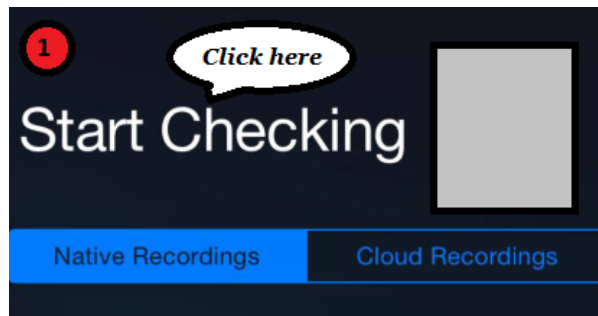 1
Click here
Start Checking
Native Recordings
Cloud Recordings